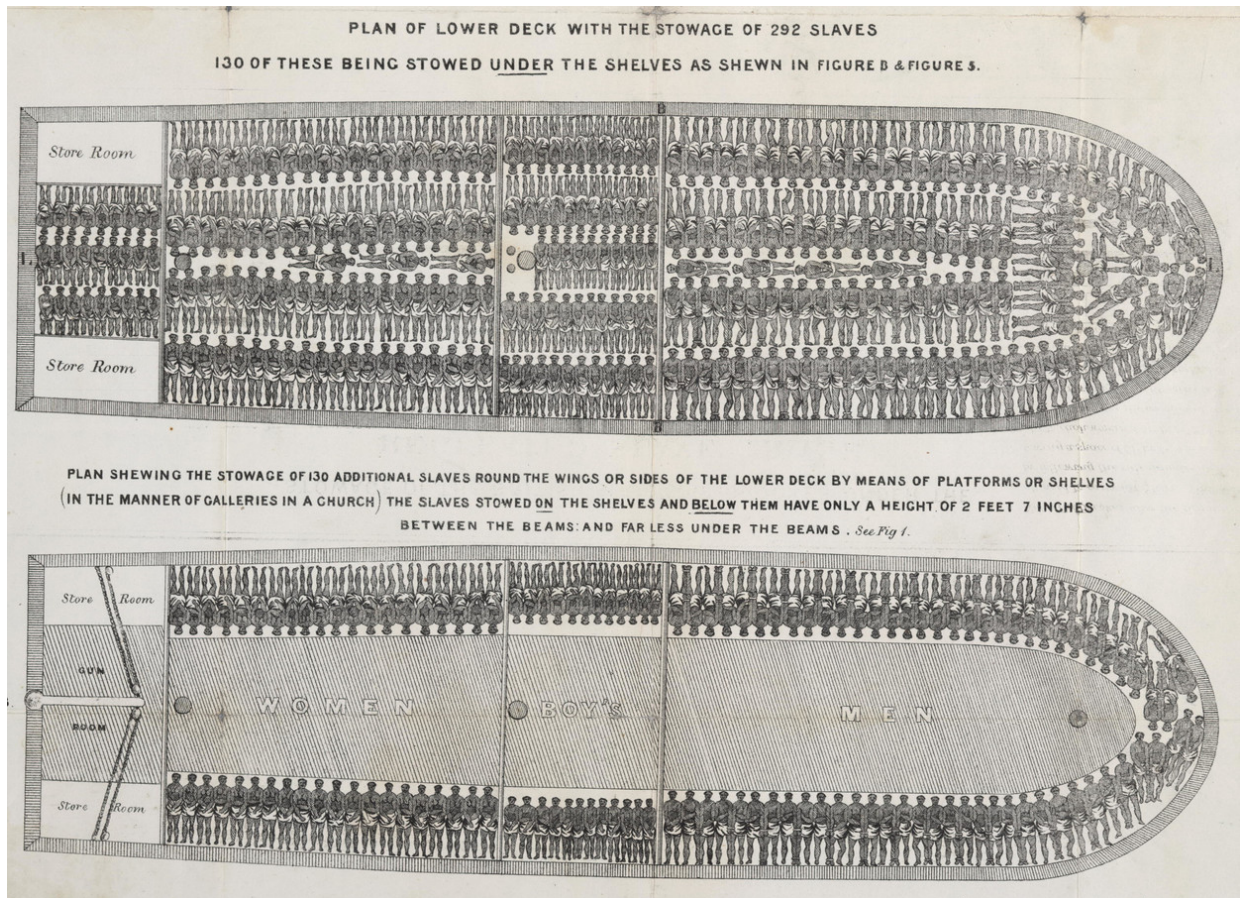 PLAN OF LOWER DECK WITH THE STOWAGE OF 292 SLAVES
130 OF THESE BEING STOWED UNDER THE SHELVES AS SHEWN IN FIGURE B & FIGURE 5.
B
Store Room
I.
I.
Store Room
B
PLAN SHEWING THE STOWAGE OF 130 ADDITIONAL SLAVES ROUND THE WINGS OR SIDES OF THE LOWER DECK BY MEANS OF PLATFORMS OR SHELVES
(IN THE MANNER OF GALLERIES IN A CHURCH) THE SLAVES STOWED ON THE SHELVES AND BELOW THEM HAVE ONLY A HEIGHT OF 2 FEET 7 INCHES
BETWEEN THE BEAMS: AND FAR LESS UNDER THE BEAMS. See Fig 1.
Store Room
GUN
WOMEN BOY'S MEN
ROOM
Store Room